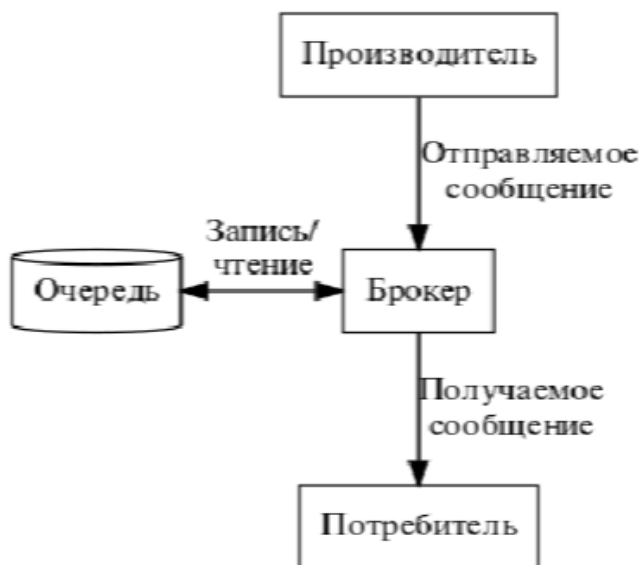 Производитель
Отправляемое
сообщение
Запись/
чтение
Очередь
Брокер
Получаемое
сообщение
Потребитель